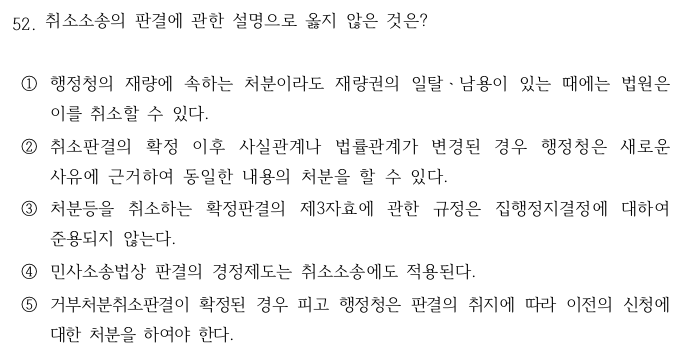 52. 취소소송의 판결에 관한 설명으로 옳지 않은 것은?
① 행정청의 재량에 속하는 처분이라도 재량권의 일탈·남용이 있는 때에는 법원은
이를 취소할 수 있다.
② 취소판결의 확정 이후 사실관계나 법률관계가 변경된 경우 행정청은 새로운
사유에 근거하여 동일한 내용의 처분을 할 수 있다.
③ 처분등을 취소하는 확정판결의 제3자효에 관한 규정은 집행정지결정에 대하여
준용되지 않는다.
④ 민사소송법상 판결의 경정제도는 취소소송에도 적용된다.
⑤ 거부처분취소판결이 확정된 경우 피고 행정청은 판결의 취지에 따라 이전의 신청에
대한 처분을 하여야 한다.